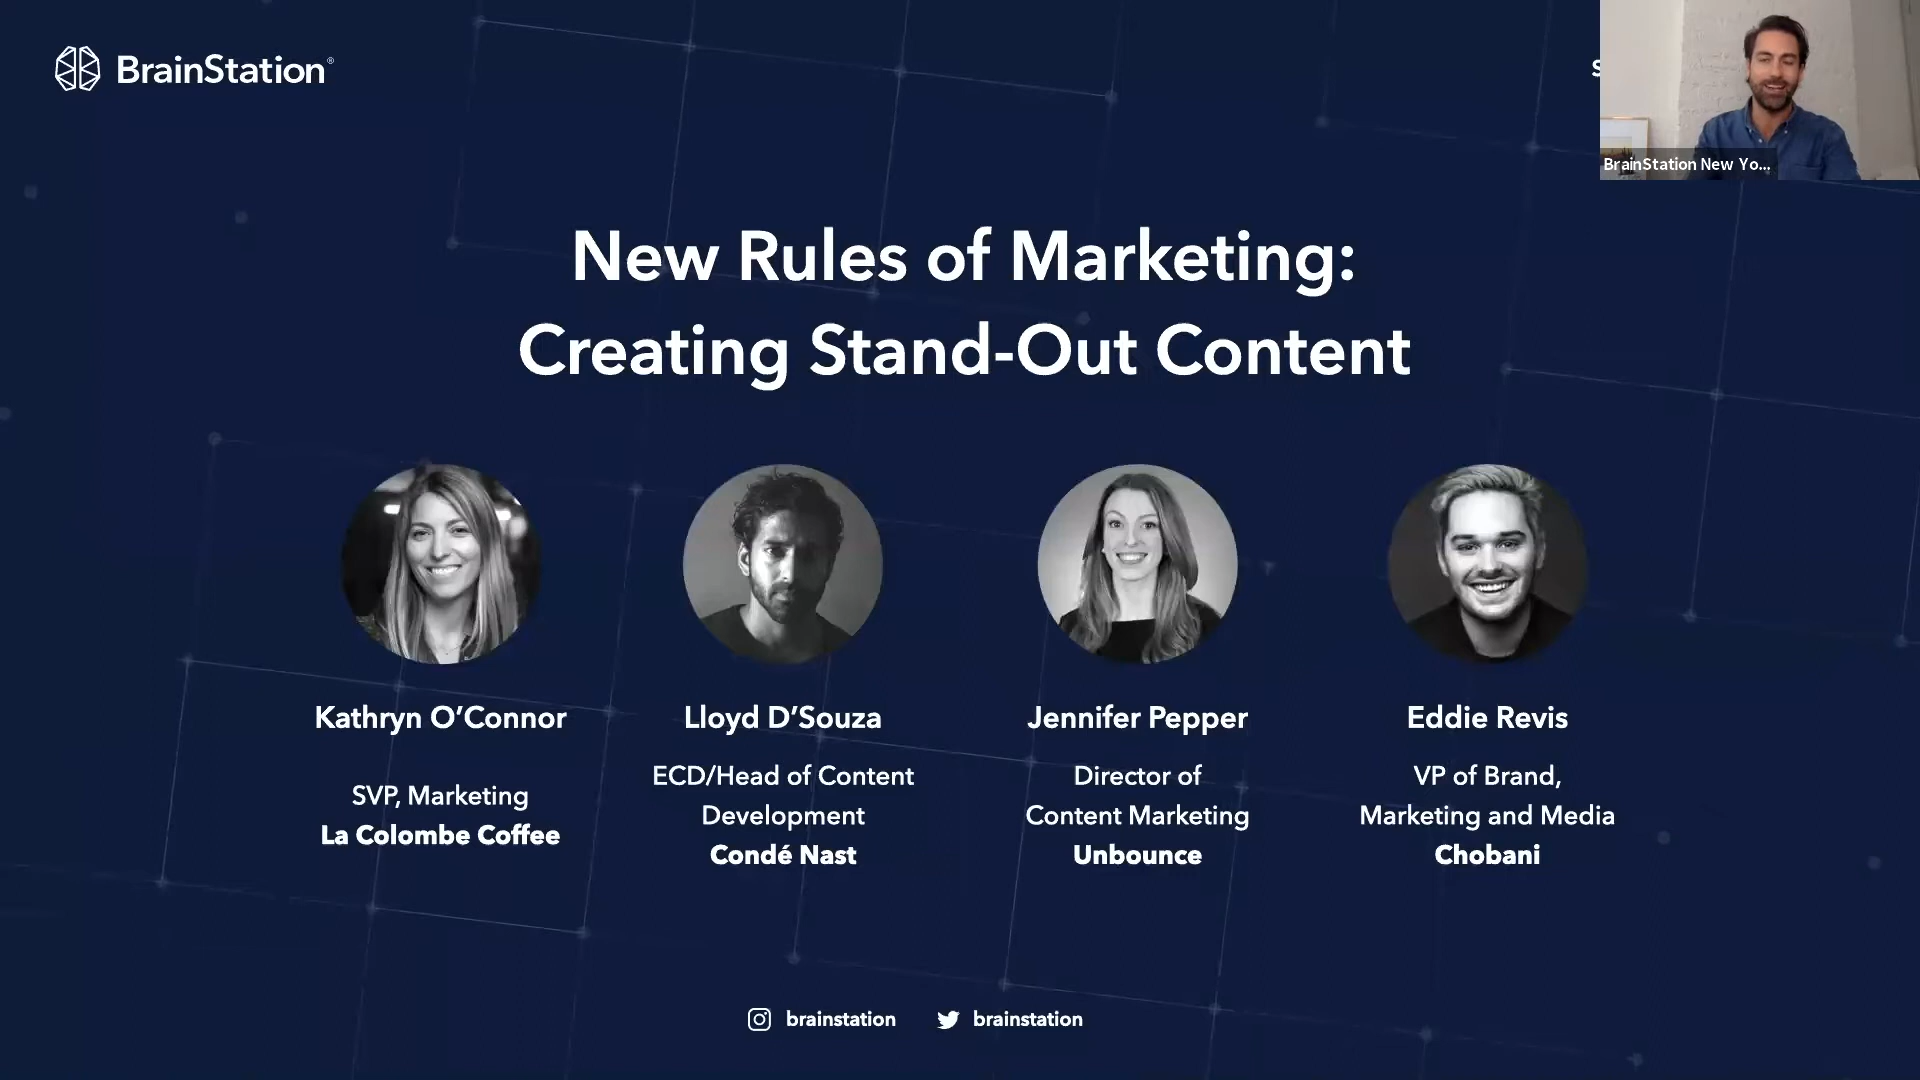 BrainStation®
BrainStation New Yo...
New Rules of Marketing:
Creating Stand-Out Content
Kathryn O’Connor
SVP, Marketing
La Colombe Coffee
Lloyd D’Souza
ECD/Head of Content
Development
Condé Nast
Jennifer Pepper
Director of
Content Marketing
Unbounce
Eddie Revis
VP of Brand,
Marketing and Media
Chobani
brainstation
brainstation